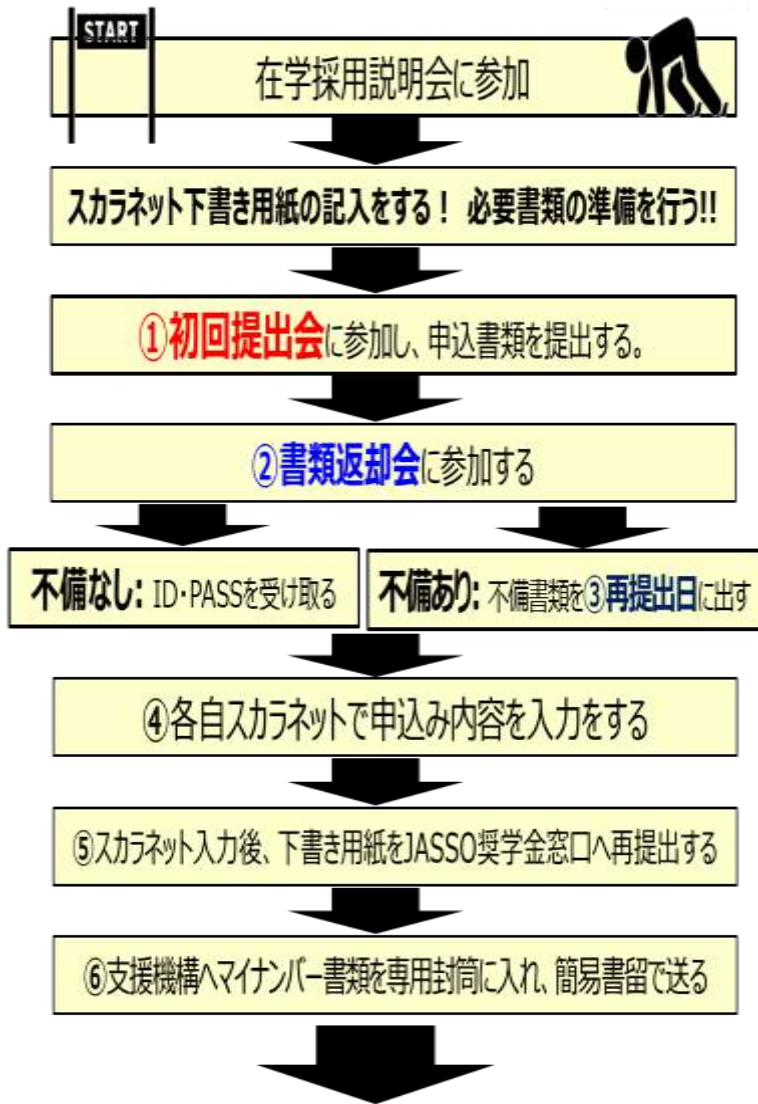 START
在学採用説明会に参加
スカラネット下書き用紙の記入をする! 必要書類の準備を行う!!
①初回提出会に参加し、申込書類を提出する。
②書類返却会に参加する
不備なし: ID・PASSを受け取る
不備あり: 不備書類を③再提出日に出す
④各自スカラネットで申込み内容を入力をする
⑤スカラネット入力後、下書き用紙をJASSO奨学金窓口へ再提出する
⑥支援機構へマイナンバー書類を専用封筒に入れ、簡易書留で送る